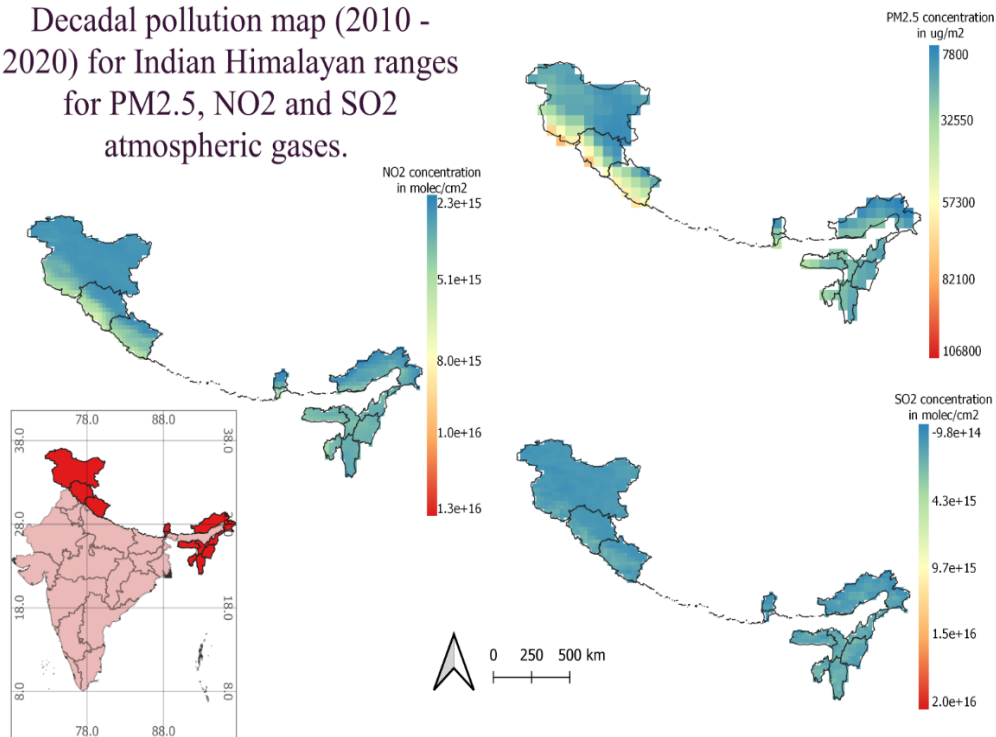 Decadal pollution map (2010 -
2020) for Indian Himalayan ranges
for PM2.5, NO2 and SO2
atmospheric gases.
PM2.5 concentration
in ug/m2
7800
32550
57300
82100
106800
NO2 concentration
in molec/cm2
2.3e+15
5.1e+15
8.0e+15
1.0e+16
1.3e+16
SO2 concentration
in molec/cm2
-9.8e+14
4.3e+15
9.7e+15
1.5e+16
2.0e+16
78.0 88.0
38.0 38.0
28.0
18.0 18.0
8.0 8.0
78.0 88.0
0 250 500 km